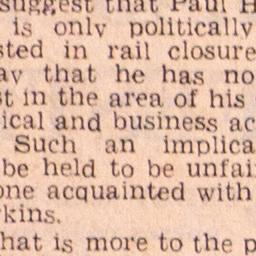 suggest that Paul H
is only politically
sted in rail closure
ay that he has no
st in the area of his
ical and business ac
Such an implica
be held to be unfai
one acquainted with
kins.
hat is more to the p